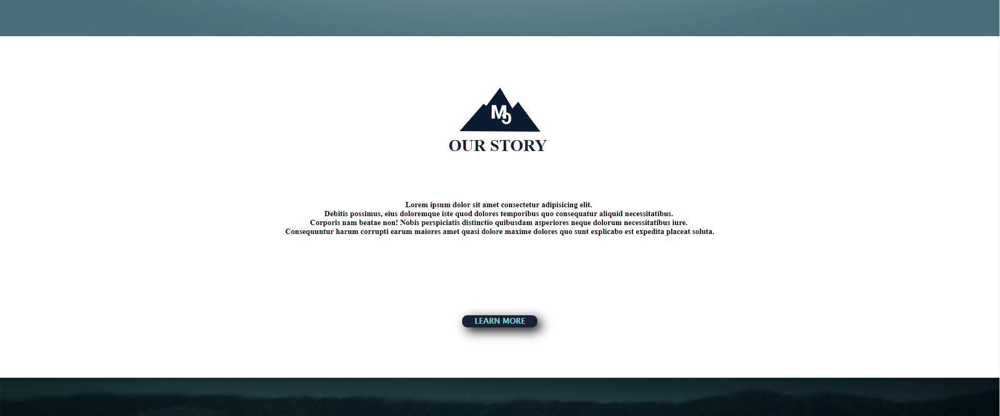 MC
OUR STORY
Lorem ipsum dolor sit amet consectetur adipisicing elit.
Debitis possimus, eius doloremque iste quod dolores temporibus quo consequatur aliquid necessitatibus.
Corporis nam beatae non! Nobis perspiciatis distinctio quibusdam asperiores neque dolorum necessitatibus iure.
Consequuntur harum corrupti earum maiores amet quasi dolore maxime dolores quo sunt explicabo est expedita placeat soluta.
LEARN MORE